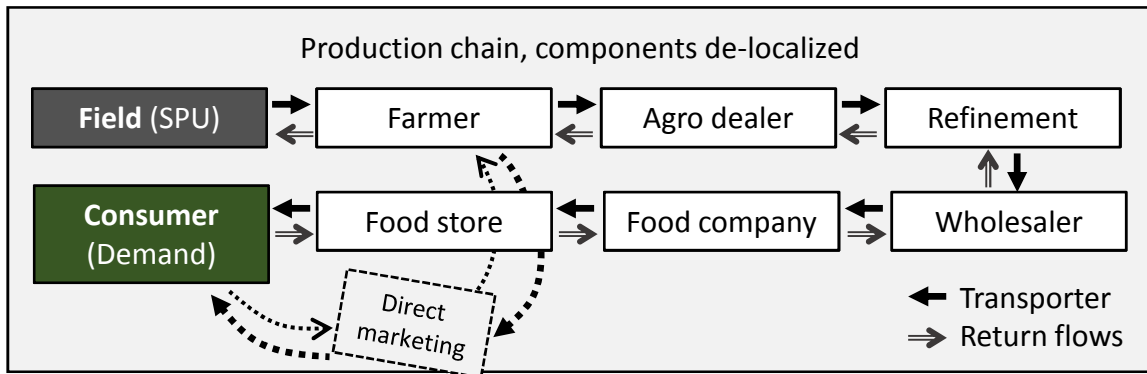 Production chain, components de-localized
Field (SPU)
Farmer
Agro dealer
Refinement
Consumer
(Demand)
Food store
Food company
Wholesaler
Direct
marketing
Transporter
Return flows